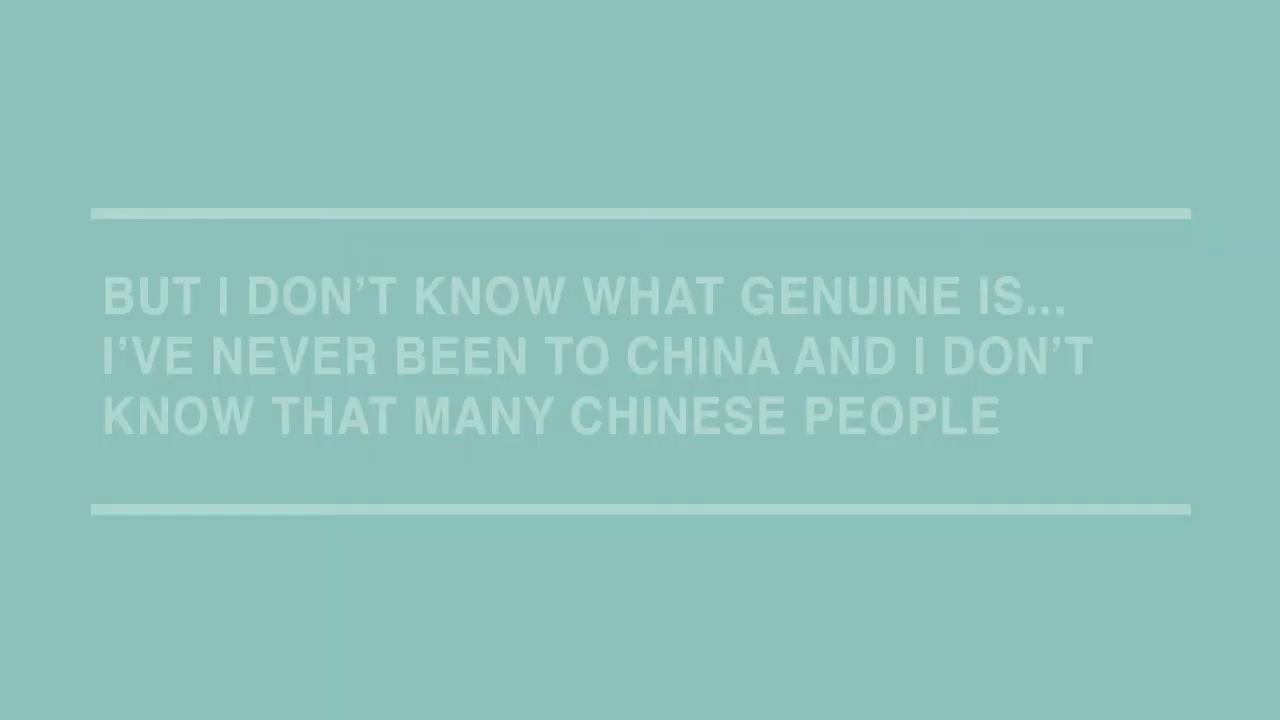 BUT I DON’T KNOW WHAT GENUINE IS...
I’VE NEVER BEEN TO CHINA AND I DON’T
KNOW THAT MANY CHINESE PEOPLE